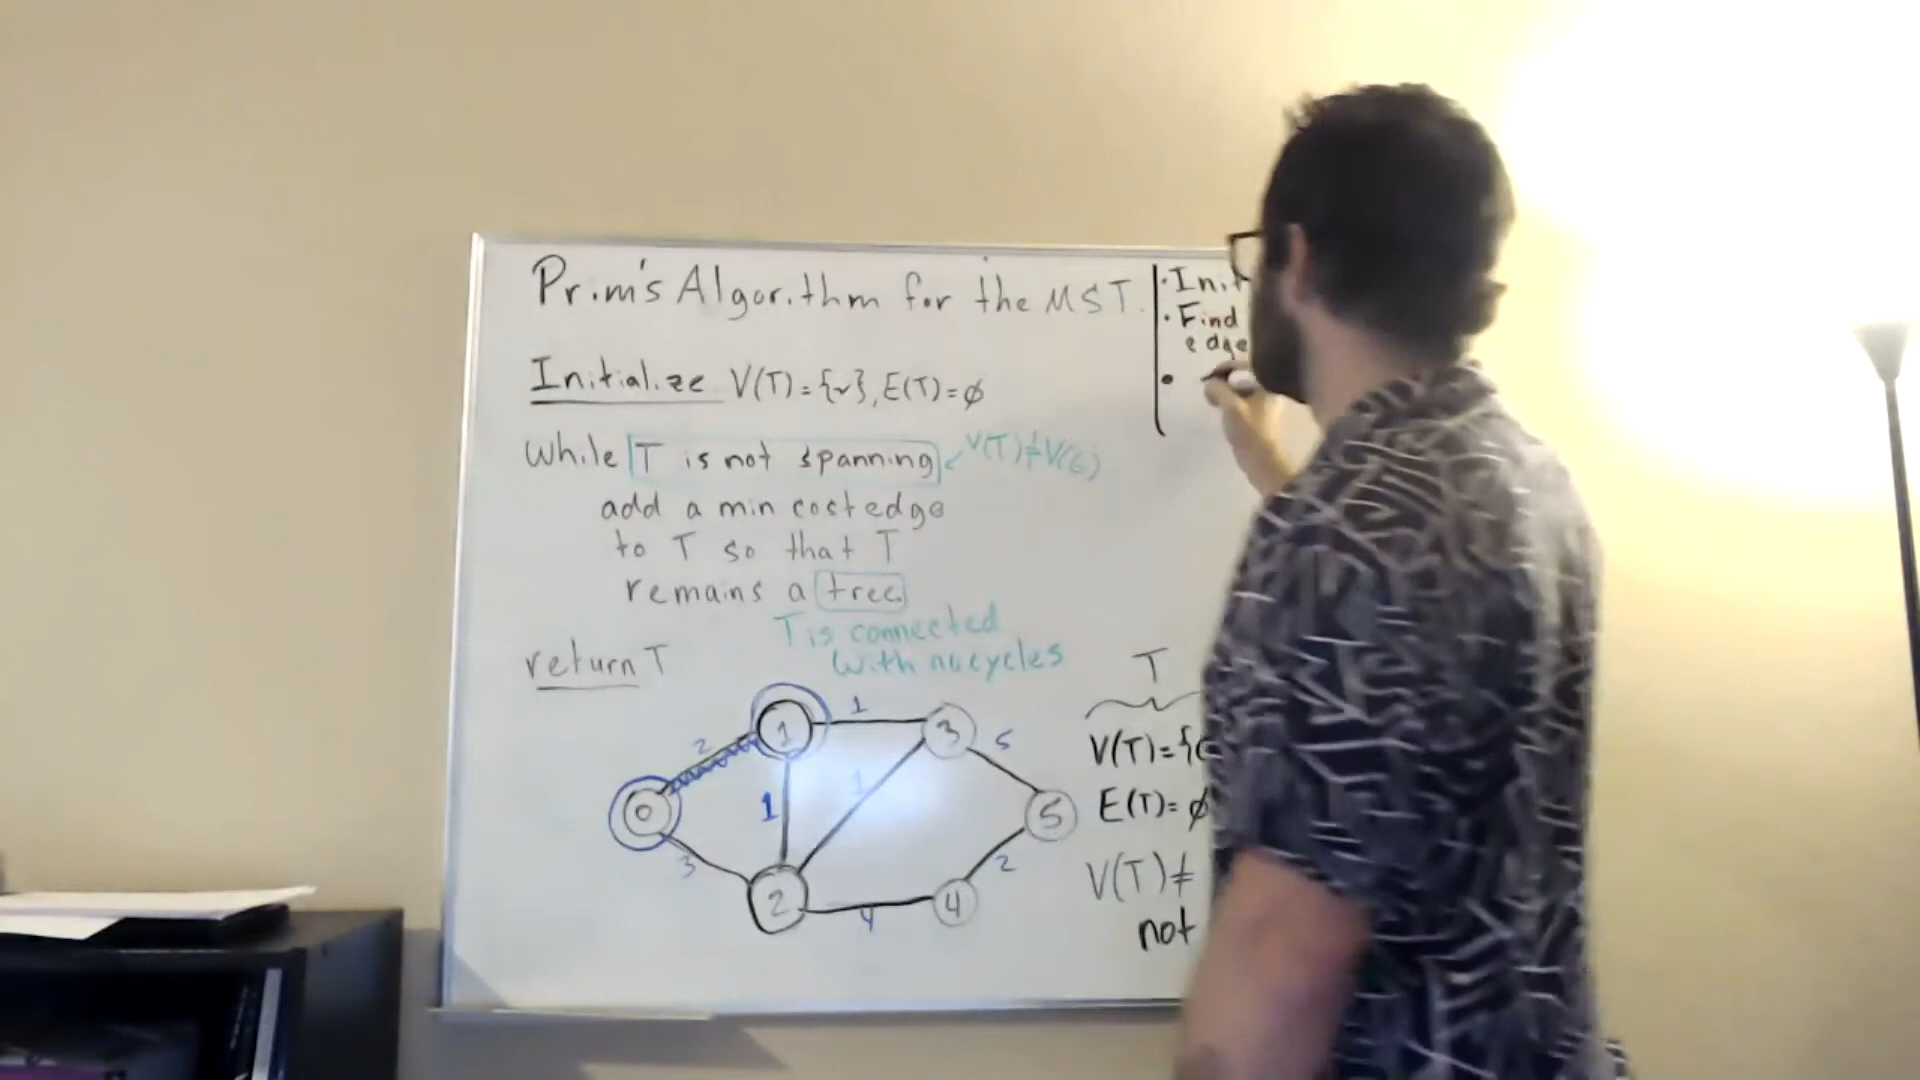 Prim's Algorithm for the MST.
Initialize V(T)={v}, E(T)=∅
While T is not spanning
V(T)≠V(G)
add a min cost edge
to T so that T
remains a tree
T is connected
with no cycles
return T
· Init
· Find
edge
·
T
V(T)={
E(T)=∅
V(T)≠
not
0
1
2
3
4
5
2
3
1
1
1
5
4
2